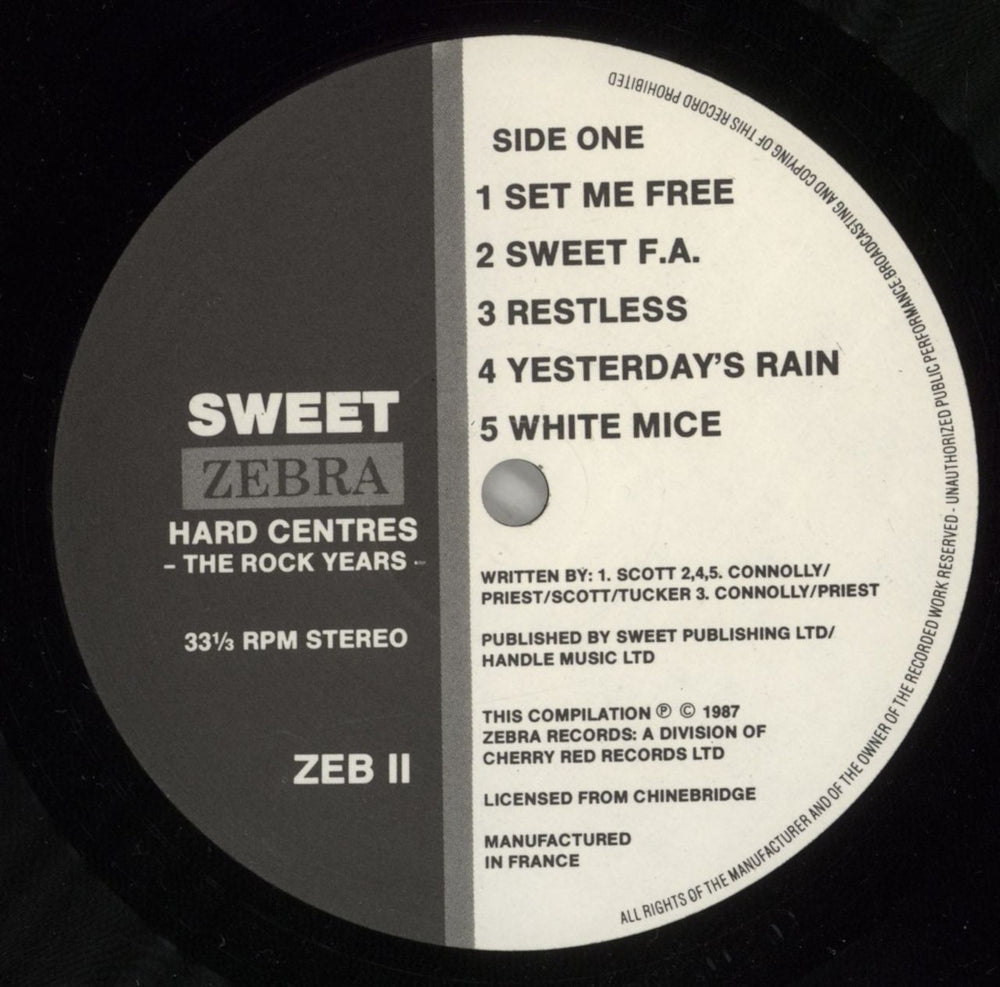 SWEET
ZEBRA
HARD CENTRES
- THE ROCK YEARS -
33⅓ RPM STEREO
ZEB II
SIDE ONE
1 SET ME FREE
2 SWEET F.A.
3 RESTLESS
4 YESTERDAY'S RAIN
5 WHITE MICE
WRITTEN BY: 1. SCOTT 2,4,5. CONNOLLY/
PRIEST/SCOTT/TUCKER 3. CONNOLLY/PRIEST
PUBLISHED BY SWEET PUBLISHING LTD/
HANDLE MUSIC LTD
THIS COMPILATION ℗ © 1987
ZEBRA RECORDS: A DIVISION OF
CHERRY RED RECORDS LTD
LICENSED FROM CHINEBRIDGE
MANUFACTURED
IN FRANCE
ALL RIGHTS OF THE MANUFACTURER AND OF THE OWNER OF THE RECORDED WORK RESERVED - UNAUTHORIZED PUBLIC PERFORMANCE BROADCASTING AND COPYING OF THIS RECORD PROHIBITED